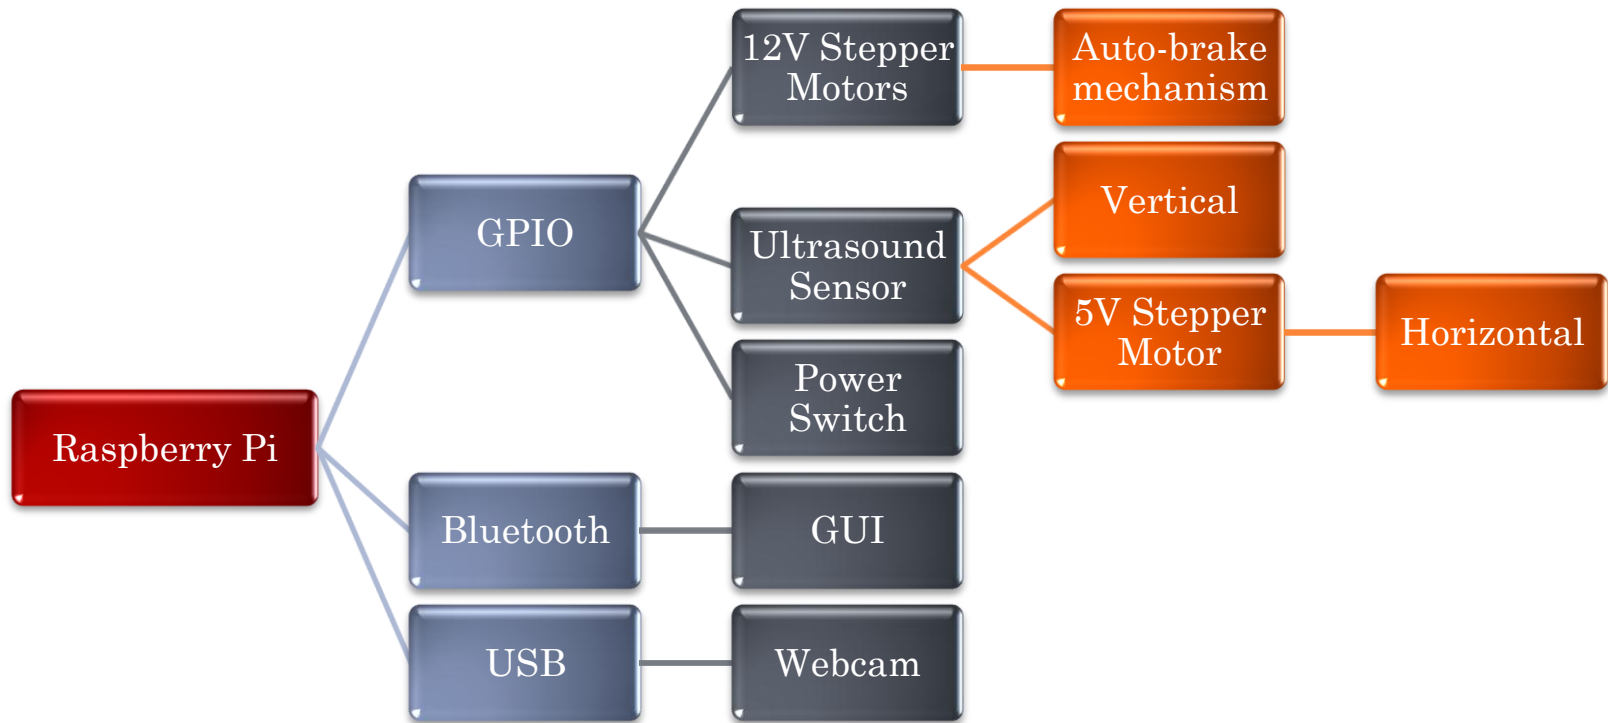 12V Stepper
Motors
Auto-brake
mechanism
Vertical
GPIO
Ultrasound
Sensor
5V Stepper
Motor
Horizontal
Power
Switch
Raspberry Pi
Bluetooth
GUI
USB
Webcam